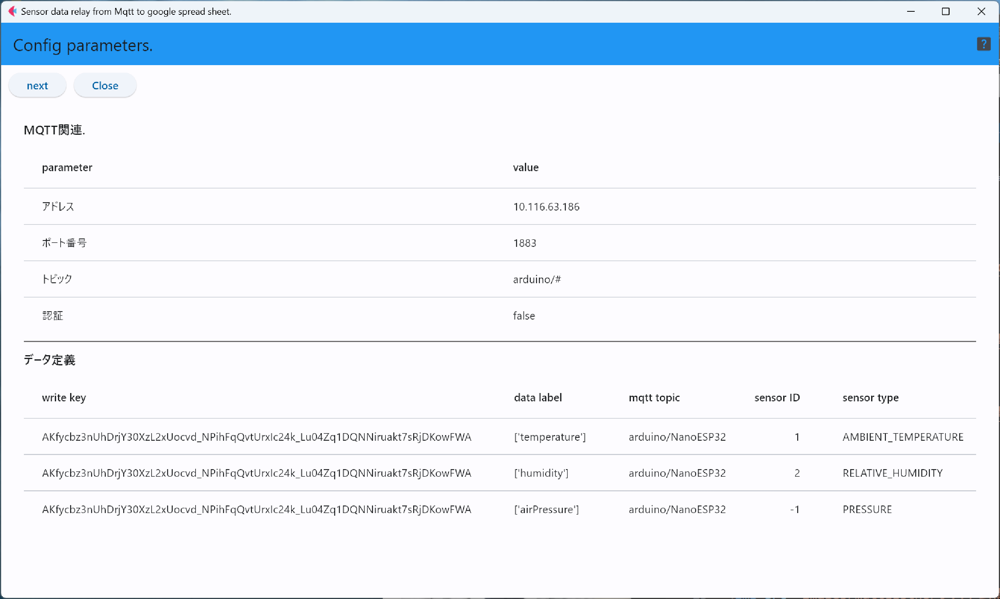 Sensor data relay from Mqtt to google spread sheet.
Config parameters.
?
next Close
MQTT関連.
parameter value
アドレス 10.116.63.186
ポート番号 1883
トピック arduino/#
認証 false
データ定義
write key data label mqtt topic sensor ID sensor type
AKfycbz3nUhDrjY30XzL2xUocvd_NPihFqQvtUrxIc24k_Lu04Zq1DQNNiruakt7sRjDKowFWA ['temperature'] arduino/NanoESP32 1 AMBIENT_TEMPERATURE
AKfycbz3nUhDrjY30XzL2xUocvd_NPihFqQvtUrxIc24k_Lu04Zq1DQNNiruakt7sRjDKowFWA ['humidity'] arduino/NanoESP32 2 RELATIVE_HUMIDITY
AKfycbz3nUhDrjY30XzL2xUocvd_NPihFqQvtUrxIc24k_Lu04Zq1DQNNiruakt7sRjDKowFWA ['airPressure'] arduino/NanoESP32 -1 PRESSURE